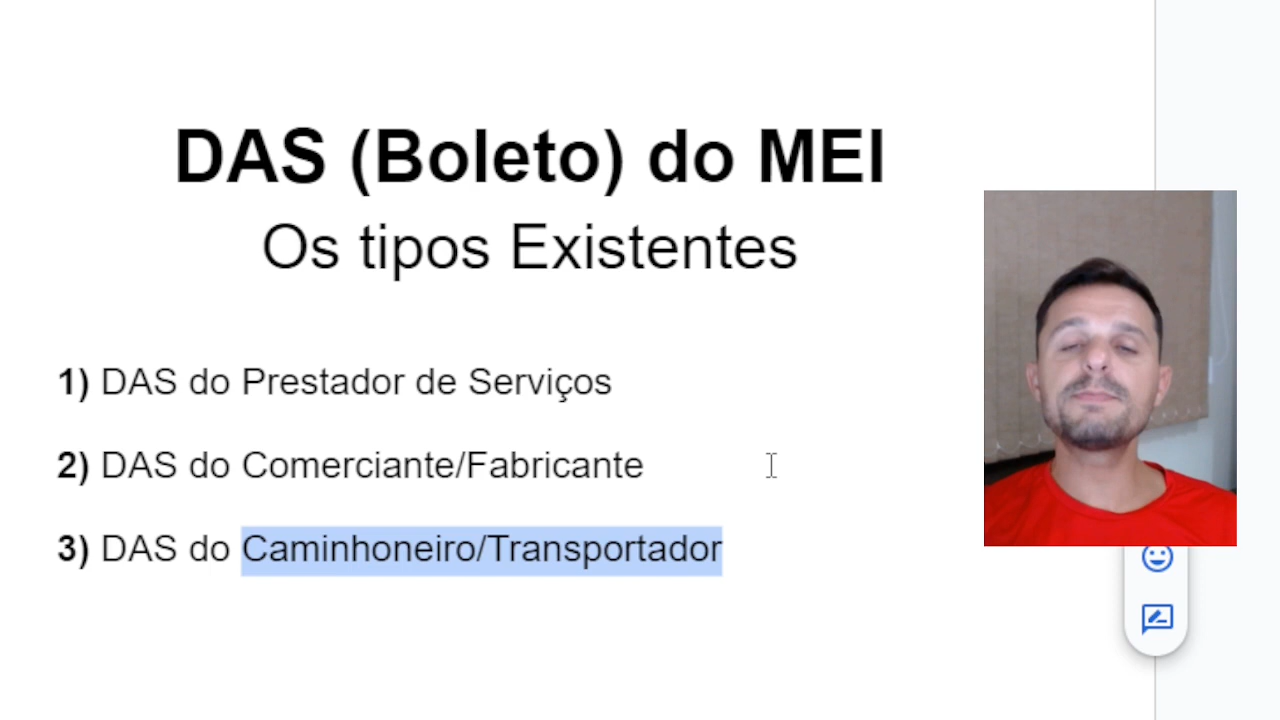 DAS (Boleto) do MEI
Os tipos Existentes
1) DAS do Prestador de Serviços
2) DAS do Comerciante/Fabricante
3) DAS do Caminhoneiro/Transportador